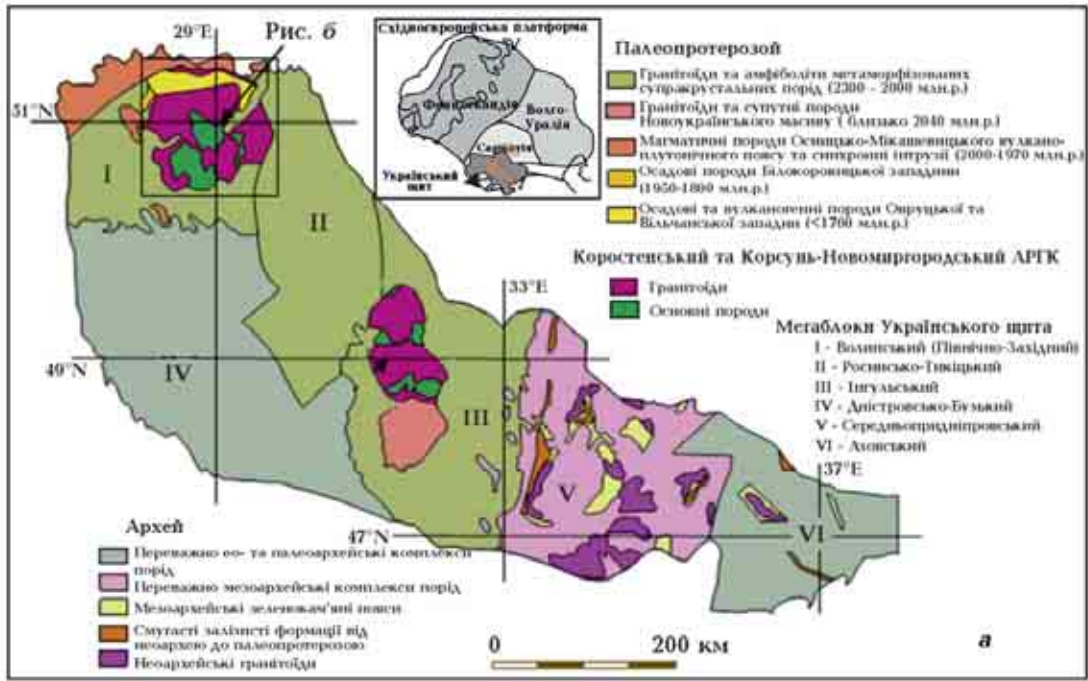 29°E
Рис. б
51°N
I
II
Східноєвропейська платформа
Фенноскандія
Волго-
Уралія
Сарматія
Український
щит
Палеопротерозой
Гранітоїди та амфіболіти метаморфізованих
супракрустальних порід (2300 - 2000 млн.р.)
Гранітоїди та супутні породи
Новоукраїнського масиву ( близько 2040 млн.р.)
Магматичні породи Осницько-Мікашевицького вулкано-
плутонічного поясу та синхронні інтрузії (2000-1970 млн.р.)
Осадові породи Білокоровицької западини
(1950-1800 млн.р.)
Осадові та вулканогенні породи Овруцької та
Вільчанської западин (<1760 млн.р.)
Коростенський та Корсунь-Новомиргородський АРГК
Гранітоїди
Основні породи
33°E
49°N
IV
III
V
VI
37°E
47°N
Мегаблоки Українського щита
I - Волинський (Північно-Західний)
II - Росинсько-Тикіцький
III - Інгульський
IV - Дністровсько-Бузький
V - Середньопридніпровський
VI - Азовський
Архей
Переважно ео- та палеоархейські комплекси
порід
Переважно мезоархейські комплекси порід
Мезоархейські зеленокам'яні пояси
Смугасті залізисті формації від
неоархею до палеопротерозою
Неоархейські гранітоїди
0 200 км
а